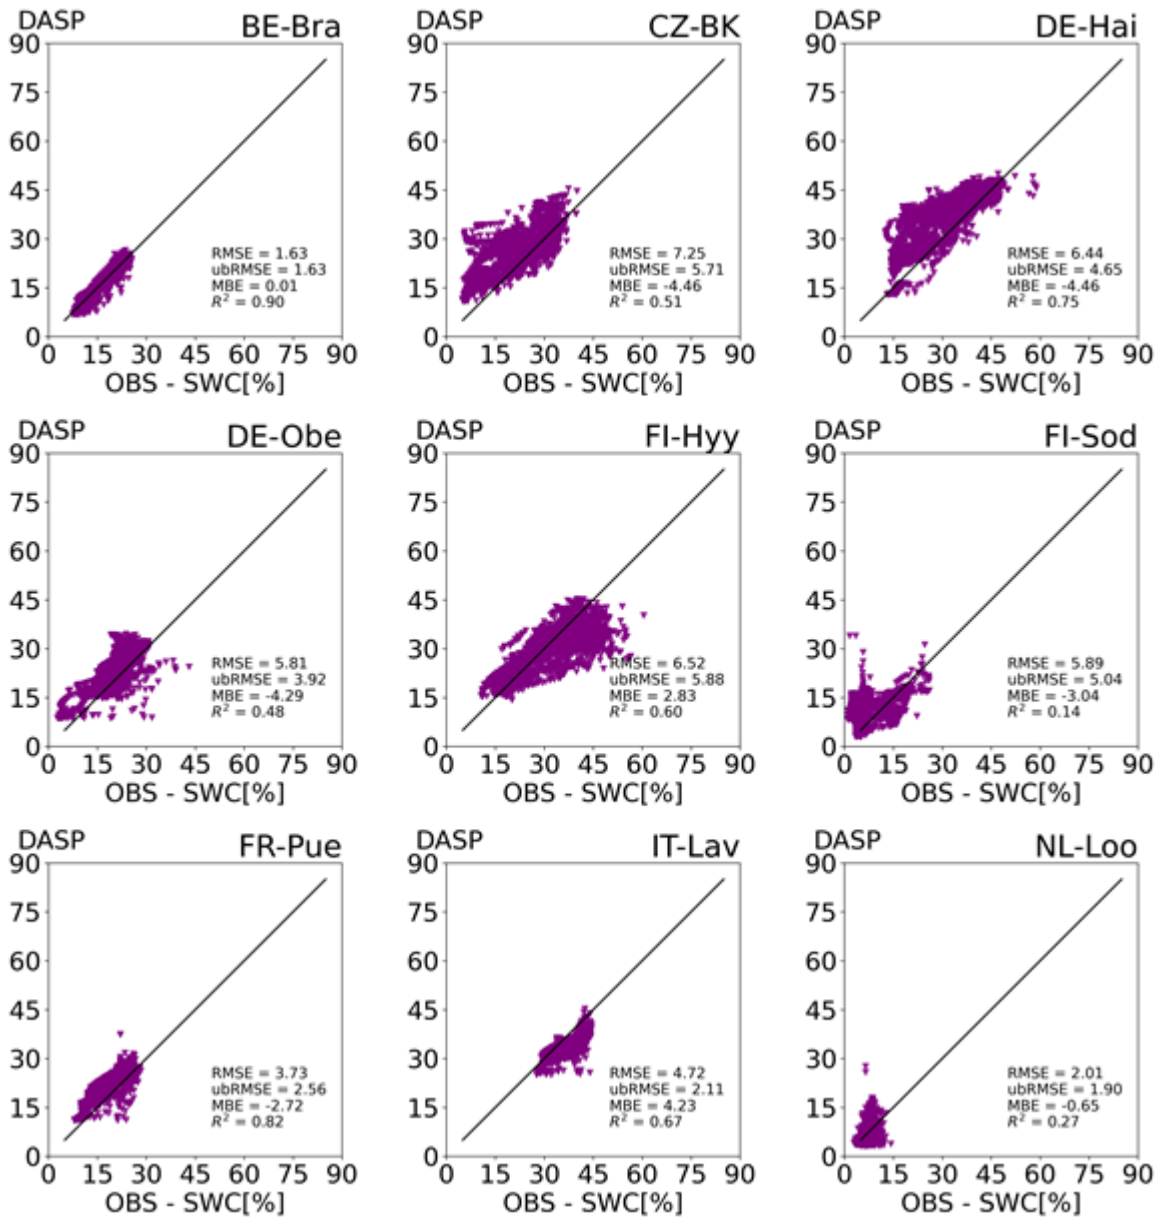 DASP BE-Bra
90
75
60
45
30
15
0
RMSE = 1.63
ubRMSE = 1.63
MBE = 0.01
R² = 0.90
0 15 30 45 60 75 90
OBS - SWC[%]
DASP CZ-BK
90
75
60
45
30
15
0
RMSE = 7.25
ubRMSE = 5.71
MBE = -4.46
R² = 0.51
0 15 30 45 60 75 90
OBS - SWC[%]
DASP DE-Hai
90
75
60
45
30
15
0
RMSE = 6.44
ubRMSE = 4.65
MBE = -4.46
R² = 0.75
0 15 30 45 60 75 90
OBS - SWC[%]
DASP DE-Obe
90
75
60
45
30
15
0
RMSE = 5.81
ubRMSE = 3.92
MBE = -4.29
R² = 0.48
0 15 30 45 60 75 90
OBS - SWC[%]
DASP FI-Hyy
90
75
60
45
30
15
0
RMSE = 6.52
ubRMSE = 5.88
MBE = 2.83
R² = 0.60
0 15 30 45 60 75 90
OBS - SWC[%]
DASP FI-Sod
90
75
60
45
30
15
0
RMSE = 5.89
ubRMSE = 5.04
MBE = -3.04
R² = 0.14
0 15 30 45 60 75 90
OBS - SWC[%]
DASP FR-Pue
90
75
60
45
30
15
0
RMSE = 3.73
ubRMSE = 2.56
MBE = -2.72
R² = 0.82
0 15 30 45 60 75 90
OBS - SWC[%]
DASP IT-Lav
90
75
60
45
30
15
0
RMSE = 4.72
ubRMSE = 2.11
MBE = 4.23
R² = 0.67
0 15 30 45 60 75 90
OBS - SWC[%]
DASP NL-Loo
90
75
60
45
30
15
0
RMSE = 2.01
ubRMSE = 1.90
MBE = -0.65
R² = 0.27
0 15 30 45 60 75 90
OBS - SWC[%]